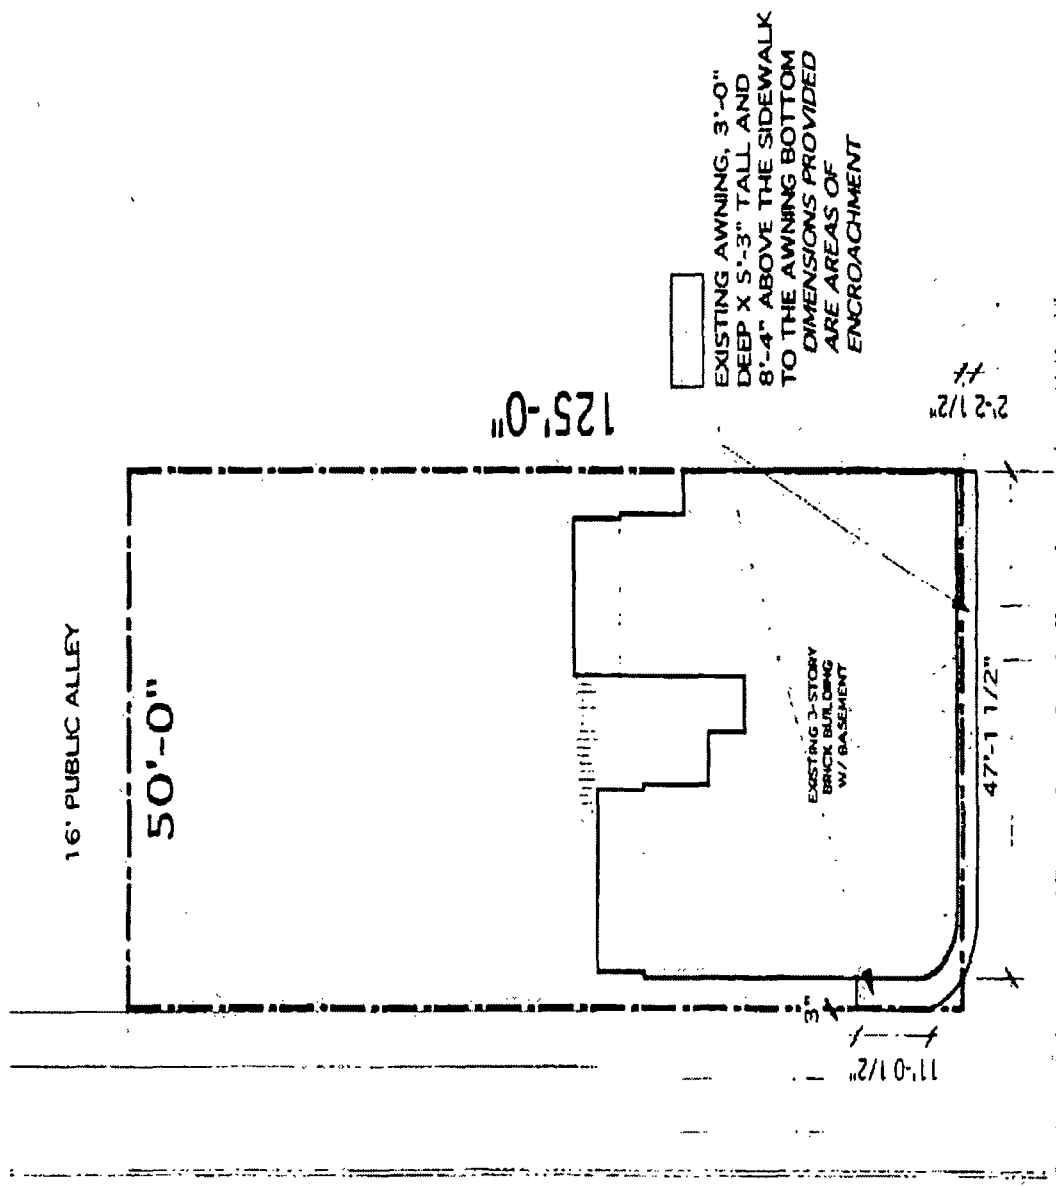 16' PUBLIC ALLEY
50'-0"
125'-0"
EXISTING AWNING, 3'-0"
DEEP X 5'-3" TALL AND
8'-4" ABOVE THE SIDEWALK
TO THE AWNING BOTTOM
DIMENSIONS PROVIDED
ARE AREAS OF
ENCROACHMENT
2'-2 1/2"
EXISTING 3-STORY
BRICK BUILDING
W/ BASEMENT
47'-1 1/2"
3"
11'-0 1/2"